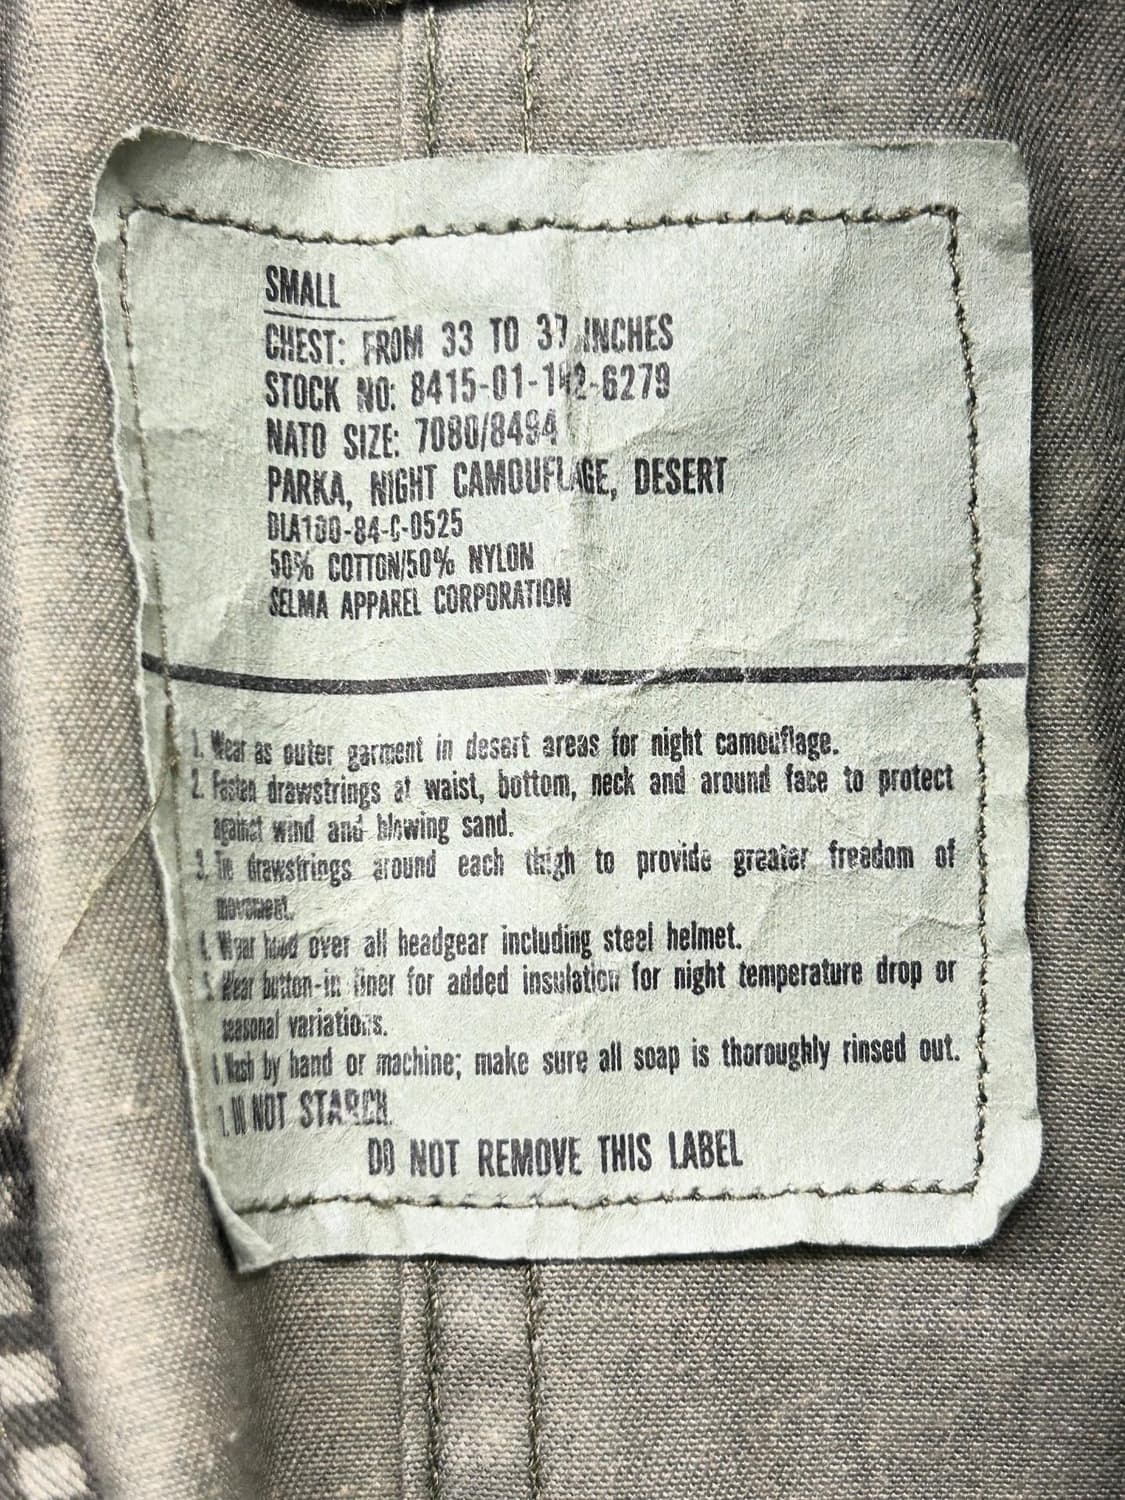 SMALL
CHEST: FROM 33 TO 37 INCHES
STOCK NO: 8415-01-102-6279
NATO SIZE: 7080/8494
PARKA, NIGHT CAMOUFLAGE, DESERT
DLA100-84-C-0525
50% COTTON/50% NYLON
SELMA APPAREL CORPORATION
1. Wear as outer garment in desert areas for night camouflage.
2. Fasten drawstrings at waist, bottom, neck and around face to protect
against wind and blowing sand.
3. Tie drawstrings around each thigh to provide greater freedom of
movement.
4. Wear hood over all headgear including steel helmet.
5. Wear button-in liner for added insulation for night temperature drop or
seasonal variations.
6. Wash by hand or machine; make sure all soap is thoroughly rinsed out.
7. DO NOT STARCH.
DO NOT REMOVE THIS LABEL